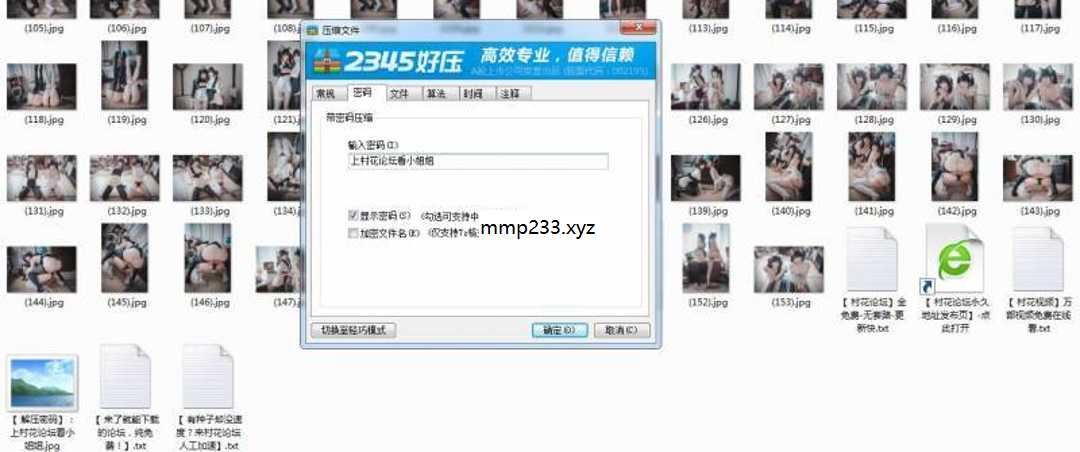 (105).jpg
(106).jpg
(107).jpg
(108)
(113).jpg
(114).jpg
(115).jpg
(116).jpg
(117).jpg
压缩文件
2345好压
高效专业，值得信赖
常规 密码 文件 算法 时间 注释
(118).jpg
(119).jpg
(120).jpg
(121).j
(126).jpg
(127).jpg
(128).jpg
(129).jpg
(130).jpg
带密码压缩
输入密码(I)
上村花论坛看小姐姐
(131).jpg
(132).jpg
(133).jpg
(134).j
(139).jpg
(140).jpg
(141).jpg
(142).jpg
(143).jpg
显示密码(S) (勾选可支持中
加密文件名(E) (仅支持7z格
mmp233.xyz
(144).jpg
(145).jpg
(146).jpg
(147).j
(152).jpg
(153).jpg
【村花论坛】全
免费-无套路-更
新快.txt
【村花论坛永久
地址发布页】-点
此打开
【村花视频】万
部视频免费在线
看.txt
切换至轻巧模式
确定(O)
取消(C)
【解压密码】：
上村花论坛看小
姐姐.jpg
【来了就能下载
的论坛，纯免
费！】.txt
【有种子却没速
度？来村花论坛
人工加速】.txt